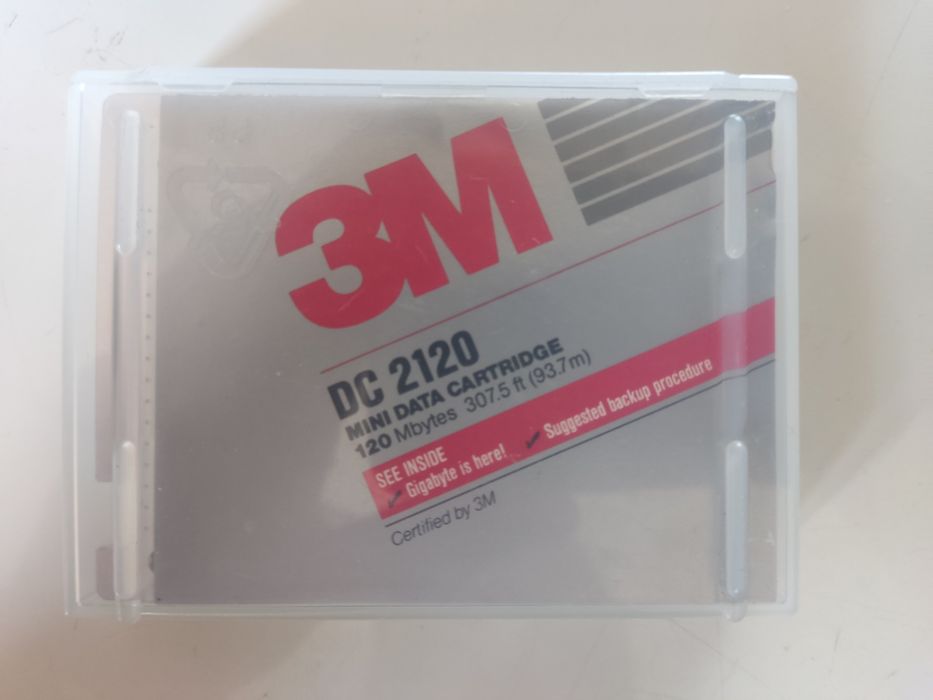 3M
DC 2120
MINI DATA CARTRIDGE
120 Mbytes 307.5 ft (93.7m)
SEE INSIDE
✓ Gigabyte is here! ✓ Suggested backup procedure
Certified by 3M